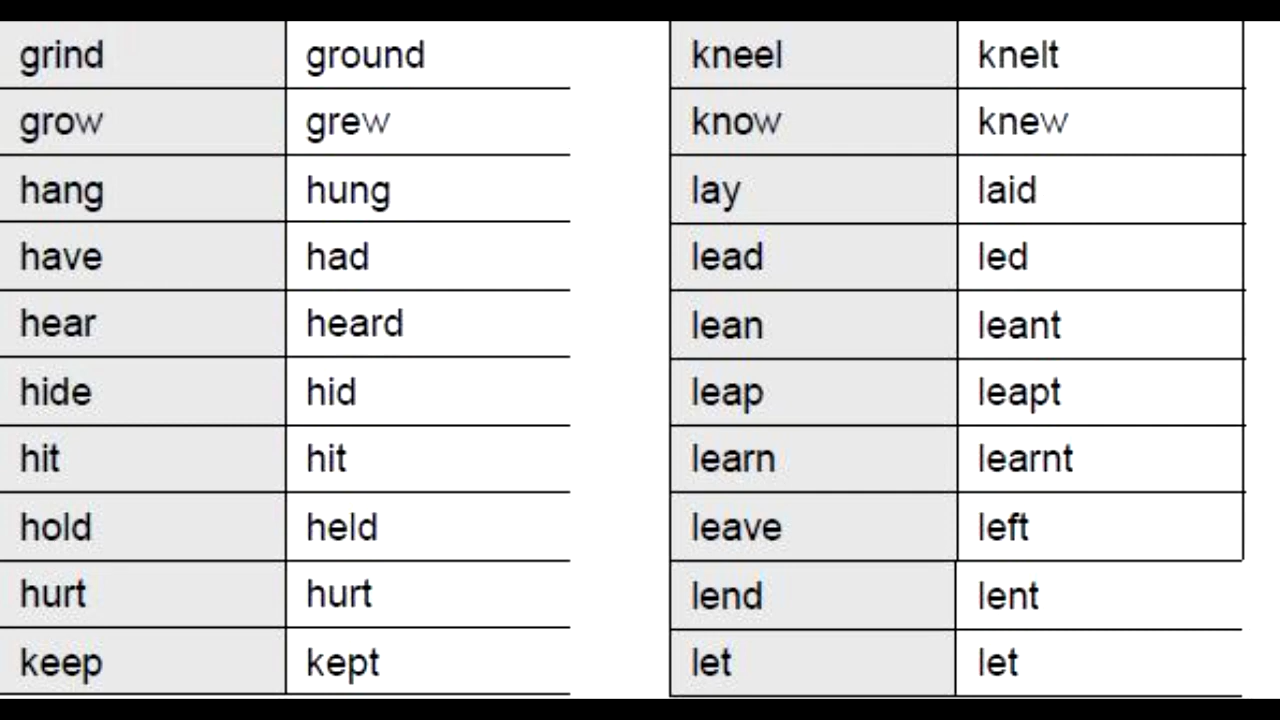 grind ground
grow grew
hang hung
have had
hear heard
hide hid
hit hit
hold held
hurt hurt
keep kept
kneel knelt
know knew
lay laid
lead led
lean leant
leap leapt
learn learnt
leave left
lend lent
let let